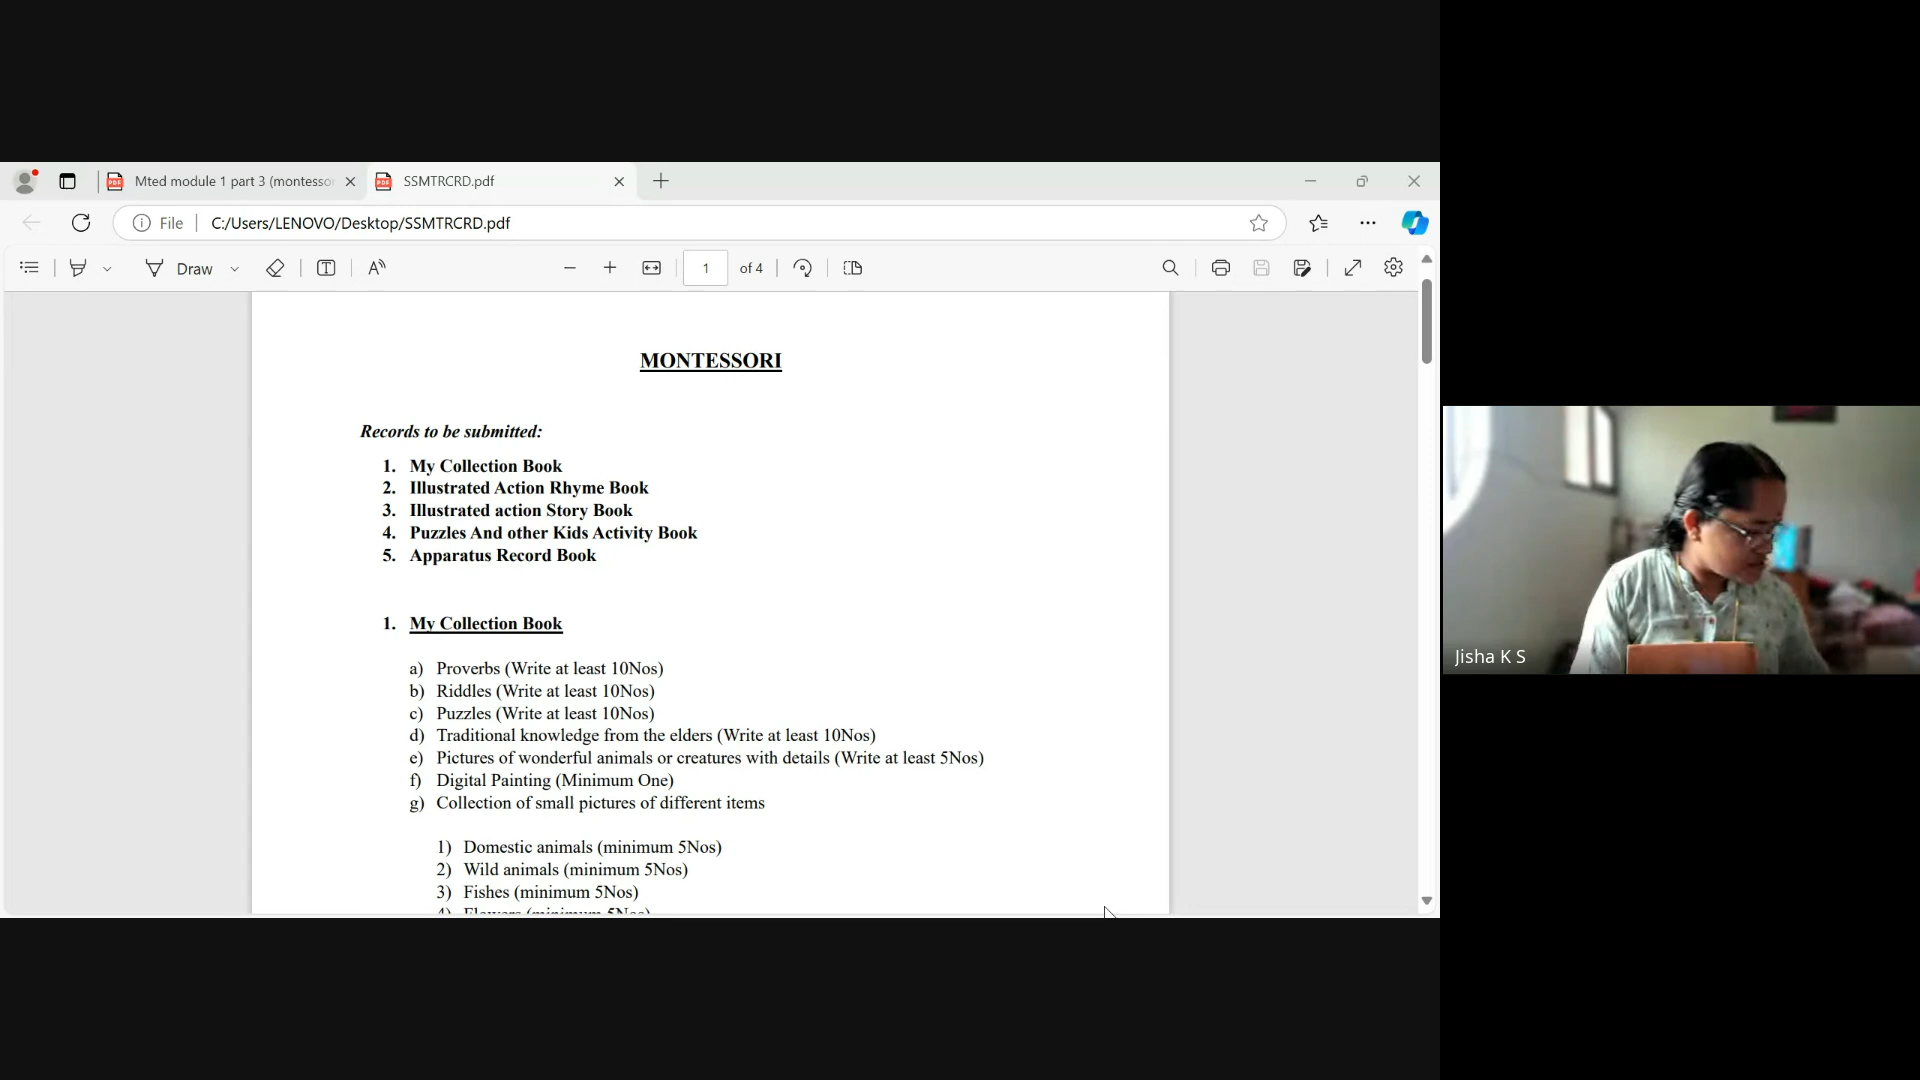 Mted module 1 part 3 (montesso
SSMTRCRD.pdf
File
C:/Users/LENOVO/Desktop/SSMTRCRD.pdf
Draw
1 of 4
MONTESSORI
Records to be submitted:
1. My Collection Book
2. Illustrated Action Rhyme Book
3. Illustrated action Story Book
4. Puzzles And other Kids Activity Book
5. Apparatus Record Book
1. My Collection Book
a) Proverbs (Write at least 10Nos)
b) Riddles (Write at least 10Nos)
c) Puzzles (Write at least 10Nos)
d) Traditional knowledge from the elders (Write at least 10Nos)
e) Pictures of wonderful animals or creatures with details (Write at least 5Nos)
f) Digital Painting (Minimum One)
g) Collection of small pictures of different items
1) Domestic animals (minimum 5Nos)
2) Wild animals (minimum 5Nos)
3) Fishes (minimum 5Nos)
4) Flowers (minimum 5Nos)
Jisha K S